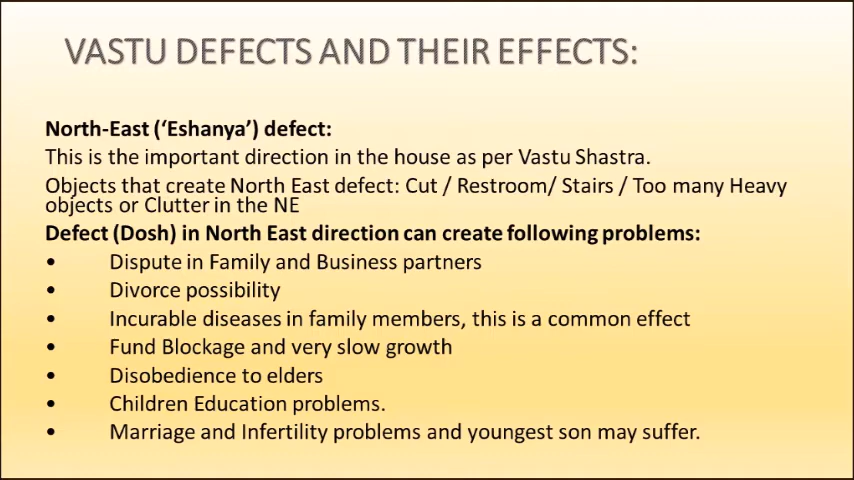 VASTU DEFECTS AND THEIR EFFECTS:
North-East (‘Eshanya’) defect:
This is the important direction in the house as per Vastu Shastra.
Objects that create North East defect: Cut / Restroom/ Stairs / Too many Heavy
objects or Clutter in the NE
Defect (Dosh) in North East direction can create following problems:
• Dispute in Family and Business partners
• Divorce possibility
• Incurable diseases in family members, this is a common effect
• Fund Blockage and very slow growth
• Disobedience to elders
• Children Education problems.
• Marriage and Infertility problems and youngest son may suffer.